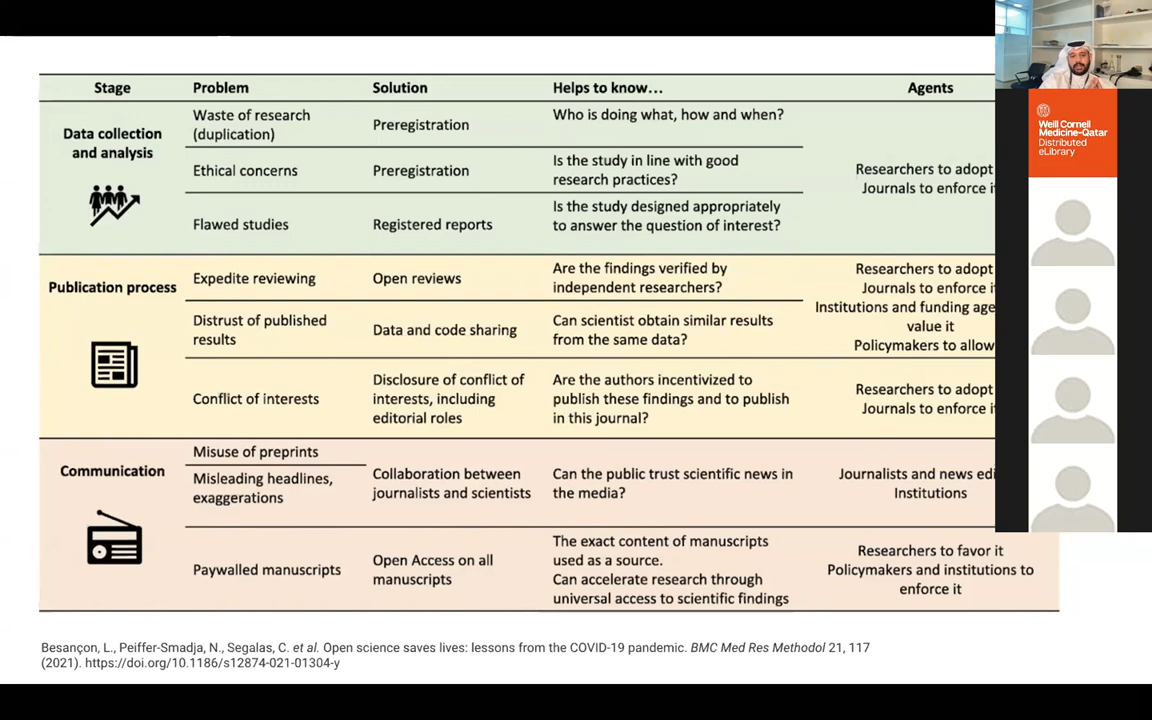 Stage Problem Solution Helps to know… Agents
Data collection
and analysis
Waste of research
(duplication)
Preregistration
Who is doing what, how and when?
Ethical concerns
Preregistration
Is the study in line with good
research practices?
Flawed studies
Registered reports
Is the study designed appropriately
to answer the question of interest?
Researchers to adopt
Journals to enforce it
Publication process
Expedite reviewing
Open reviews
Are the findings verified by
independent researchers?
Distrust of published
results
Data and code sharing
Can scientist obtain similar results
from the same data?
Researchers to adopt
Journals to enforce it
Institutions and funding age
value it
Policymakers to allow
Conflict of interests
Disclosure of conflict of
interests, including
editorial roles
Are the authors incentivized to
publish these findings and to publish
in this journal?
Researchers to adopt
Journals to enforce it
Communication
Misuse of preprints
Misleading headlines,
exaggerations
Collaboration between
journalists and scientists
Can the public trust scientific news in
the media?
Journalists and news edi
Institutions
Paywalled manuscripts
Open Access on all
manuscripts
The exact content of manuscripts
used as a source.
Can accelerate research through
universal access to scientific findings
Researchers to favor it
Policymakers and institutions to
enforce it
Besançon, L., Peiffer-Smadja, N., Segalas, C. et al. Open science saves lives: lessons from the COVID-19 pandemic. BMC Med Res Methodol 21, 117
(2021). https://doi.org/10.1186/s12874-021-01304-y
Weill Cornell
Medicine-Qatar
Distributed
eLibrary